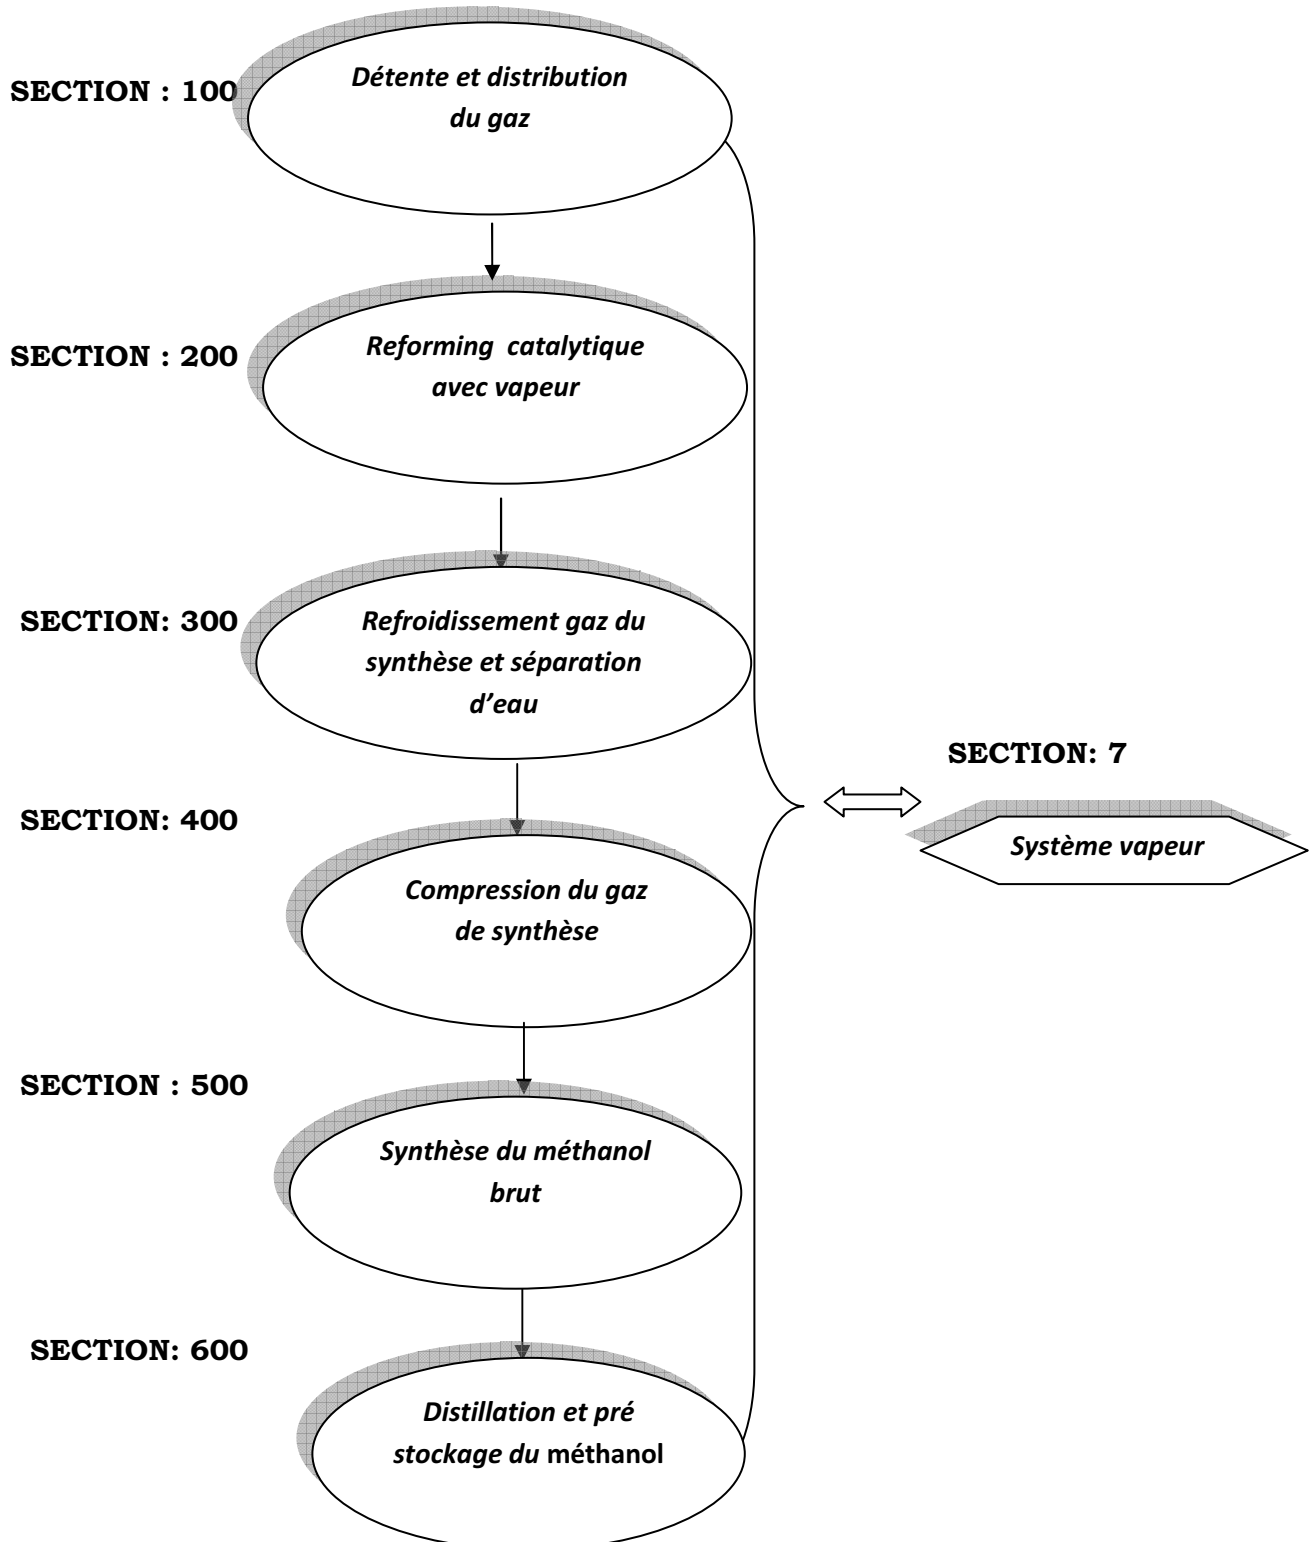 SECTION : 100
Détente et distribution
du gaz
SECTION : 200
Reforming catalytique
avec vapeur
SECTION: 300
Refroidissement gaz du
synthèse et séparation
d’eau
SECTION: 7
Système vapeur
SECTION: 400
Compression du gaz
de synthèse
SECTION : 500
Synthèse du méthanol
brut
SECTION: 600
Distillation et pré
stockage du méthanol